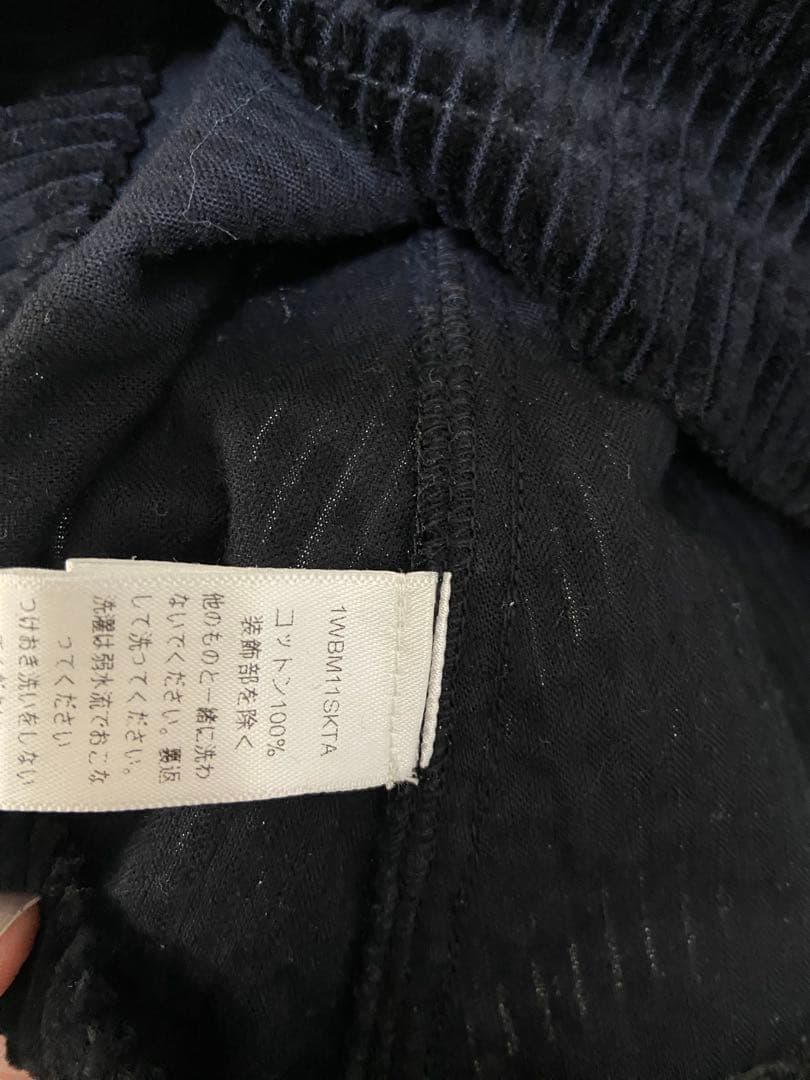 1WBM11SKTA
コットン100%
装飾部を除く
他のものと一緒に洗わ
ないでください。裏返
して洗ってください。
洗濯は弱水流でおこな
ってください
つけおき洗いをしない